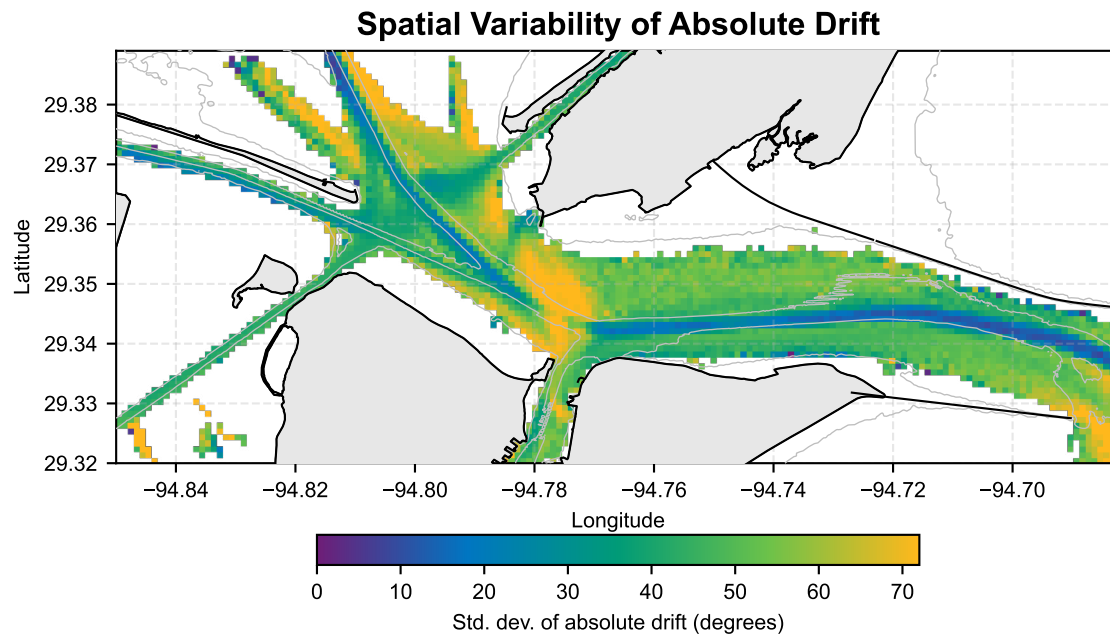 Spatial Variability of Absolute Drift
29.38
29.37
29.36
29.35
29.34
29.33
29.32
Latitude
−94.84 −94.82 −94.80 −94.78 −94.76 −94.74 −94.72 −94.70
Longitude
0 10 20 30 40 50 60 70
Std. dev. of absolute drift (degrees)